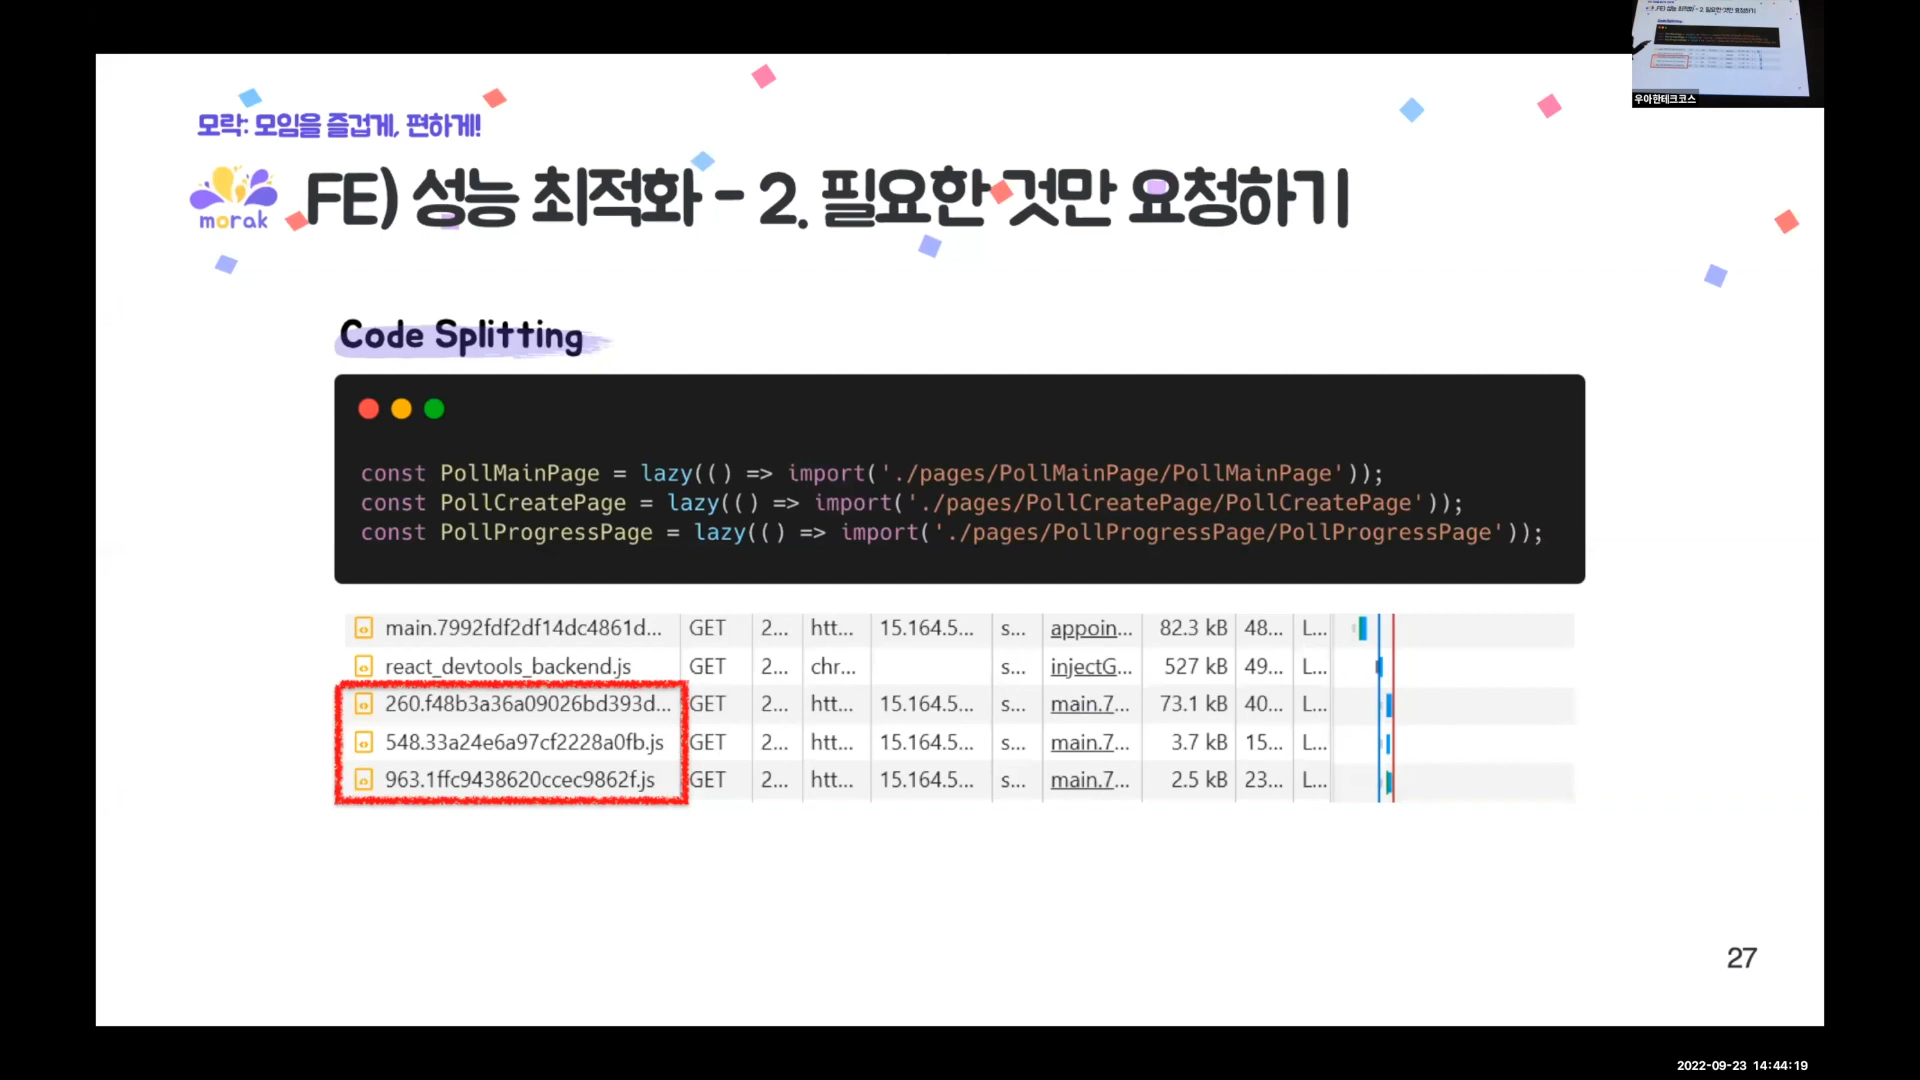 모락: 모임을 즐겁게, 편하게!
morak
FE) 성능 최적화 - 2. 필요한 것만 요청하기
우아한테크코스
Code Splitting
const PollMainPage = lazy(() => import('./pages/PollMainPage/PollMainPage'));
const PollCreatePage = lazy(() => import('./pages/PollCreatePage/PollCreatePage'));
const PollProgressPage = lazy(() => import('./pages/PollProgressPage/PollProgressPage'));
main.7992fdf2df14dc4861d... GET 2... htt... 15.164.5... s... appoin... 82.3 kB 48... L...
react_devtools_backend.js GET 2... chr... s... injectG... 527 kB 49... L...
260.f48b3a36a09026bd393d... GET 2... htt... 15.164.5... s... main.7... 73.1 kB 40... L...
548.33a24e6a97cf2228a0fb.js GET 2... htt... 15.164.5... s... main.7... 3.7 kB 15... L...
963.1ffc9438620ccec9862f.js GET 2... htt... 15.164.5... s... main.7... 2.5 kB 23... L...
27
2022-09-23 14:44:19